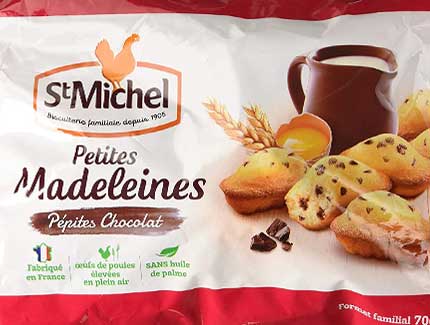 St Michel
Biscuiterie familiale depuis 1905
Petites
Madeleines
Pépites Chocolat
Fabriqué
en France
œufs de poules
élevées
en plein air
SANS huile
de palme
Format familial